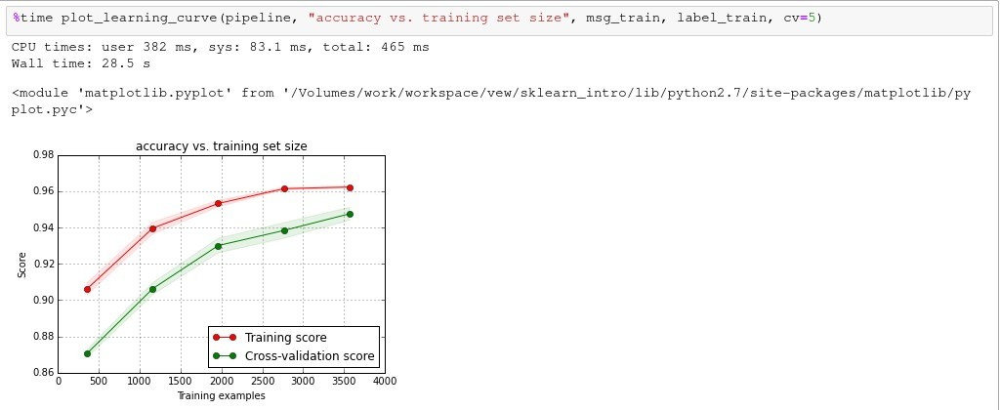 %time plot_learning_curve(pipeline, "accuracy vs. training set size", msg_train, label_train, cv=5)
CPU times: user 382 ms, sys: 83.1 ms, total: 465 ms
Wall time: 28.5 s
<module 'matplotlib.pyplot' from '/Volumes/work/workspace/vew/sklearn_intro/lib/python2.7/site-packages/matplotlib/py
plot.pyc'>
accuracy vs. training set size
0.98
0.96
0.94
0.92
0.90
0.88
0.86
Score
Training score
Cross-validation score
0 500 1000 1500 2000 2500 3000 3500 4000
Training examples